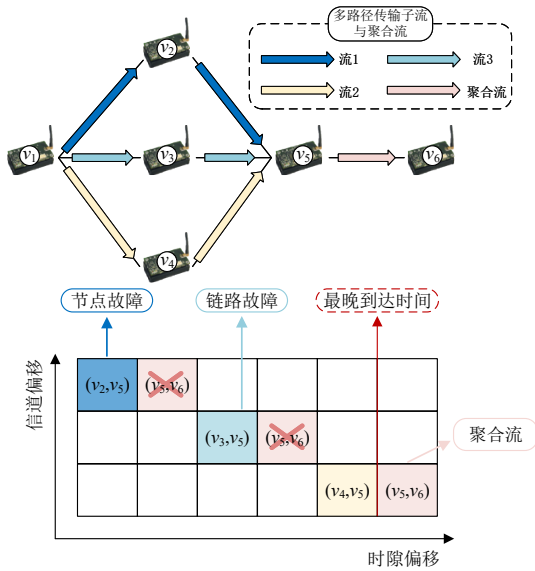 多路径传输子流
与聚合流
流1
流3
流2
聚合流
v2
v1
v3
v5
v6
v4
节点故障
链路故障
最晚到达时间
信道偏移
(v2,v5)
(v5,v6)
(v3,v5)
(v5,v6)
聚合流
(v4,v5)
(v5,v6)
时隙偏移